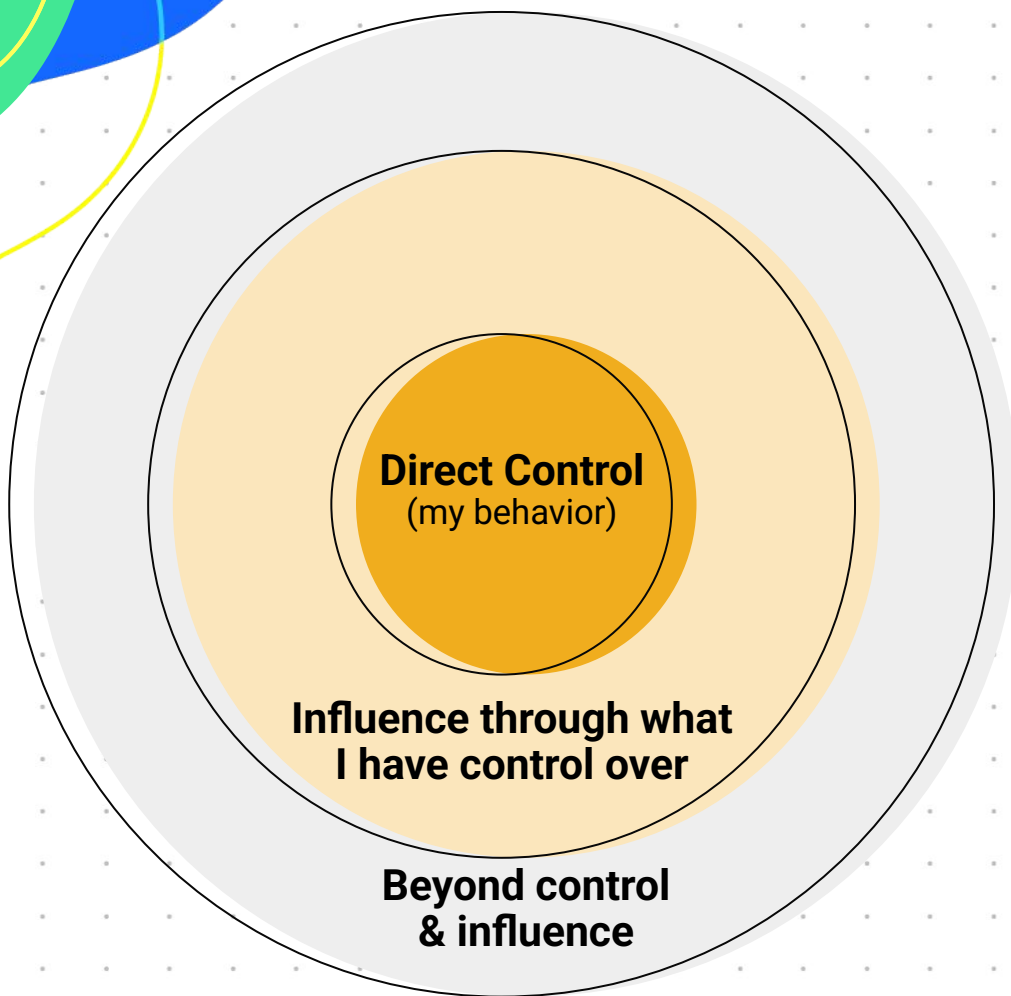 Direct Control
(my behavior)
Influence through what
I have control over
Beyond control
& influence